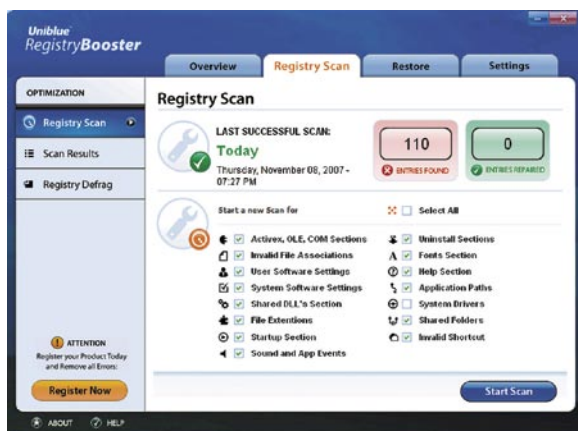 Uniblue
RegistryBooster
Overview
Registry Scan
Restore
Settings
OPTIMIZATION
Registry Scan
Scan Results
Registry Defrag
ATTENTION
Register your Product Today
and Remove all Errors:
Register Now
ABOUT
HELP
Registry Scan
LAST SUCCESSFUL SCAN:
Today
Thursday, November 08, 2007 -
07:27 PM
110
ENTRIES FOUND
0
ENTRIES REPAIRED
Start a new Scan for
Select All
Activex, OLE, COM Sections
Invalid File Associations
User Software Settings
System Software Settings
Shared DLL's Section
File Extentions
Startup Section
Sound and App Events
Uninstall Sections
Fonts Section
Help Section
Application Paths
System Drivers
Shared Folders
Invalid Shortcut
Start Scan